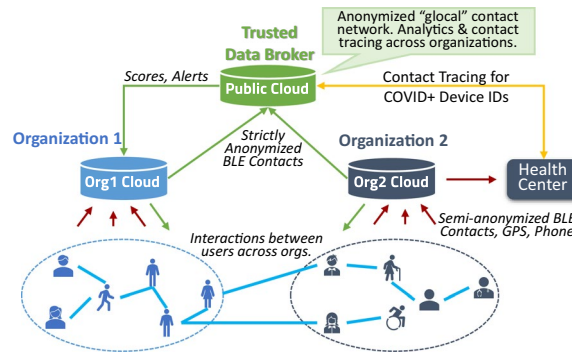 Anonymized “glocal” contact
network. Analytics & contact
tracing across organizations.
Trusted
Data Broker
Public Cloud
Scores, Alerts
Contact Tracing for
COVID+ Device IDs
Organization 1
Strictly
Anonymized
BLE Contacts
Organization 2
Org1 Cloud
Org2 Cloud
Health
Center
Semi-anonymized BLE
Contacts, GPS, Phone
Interactions between
users across orgs.